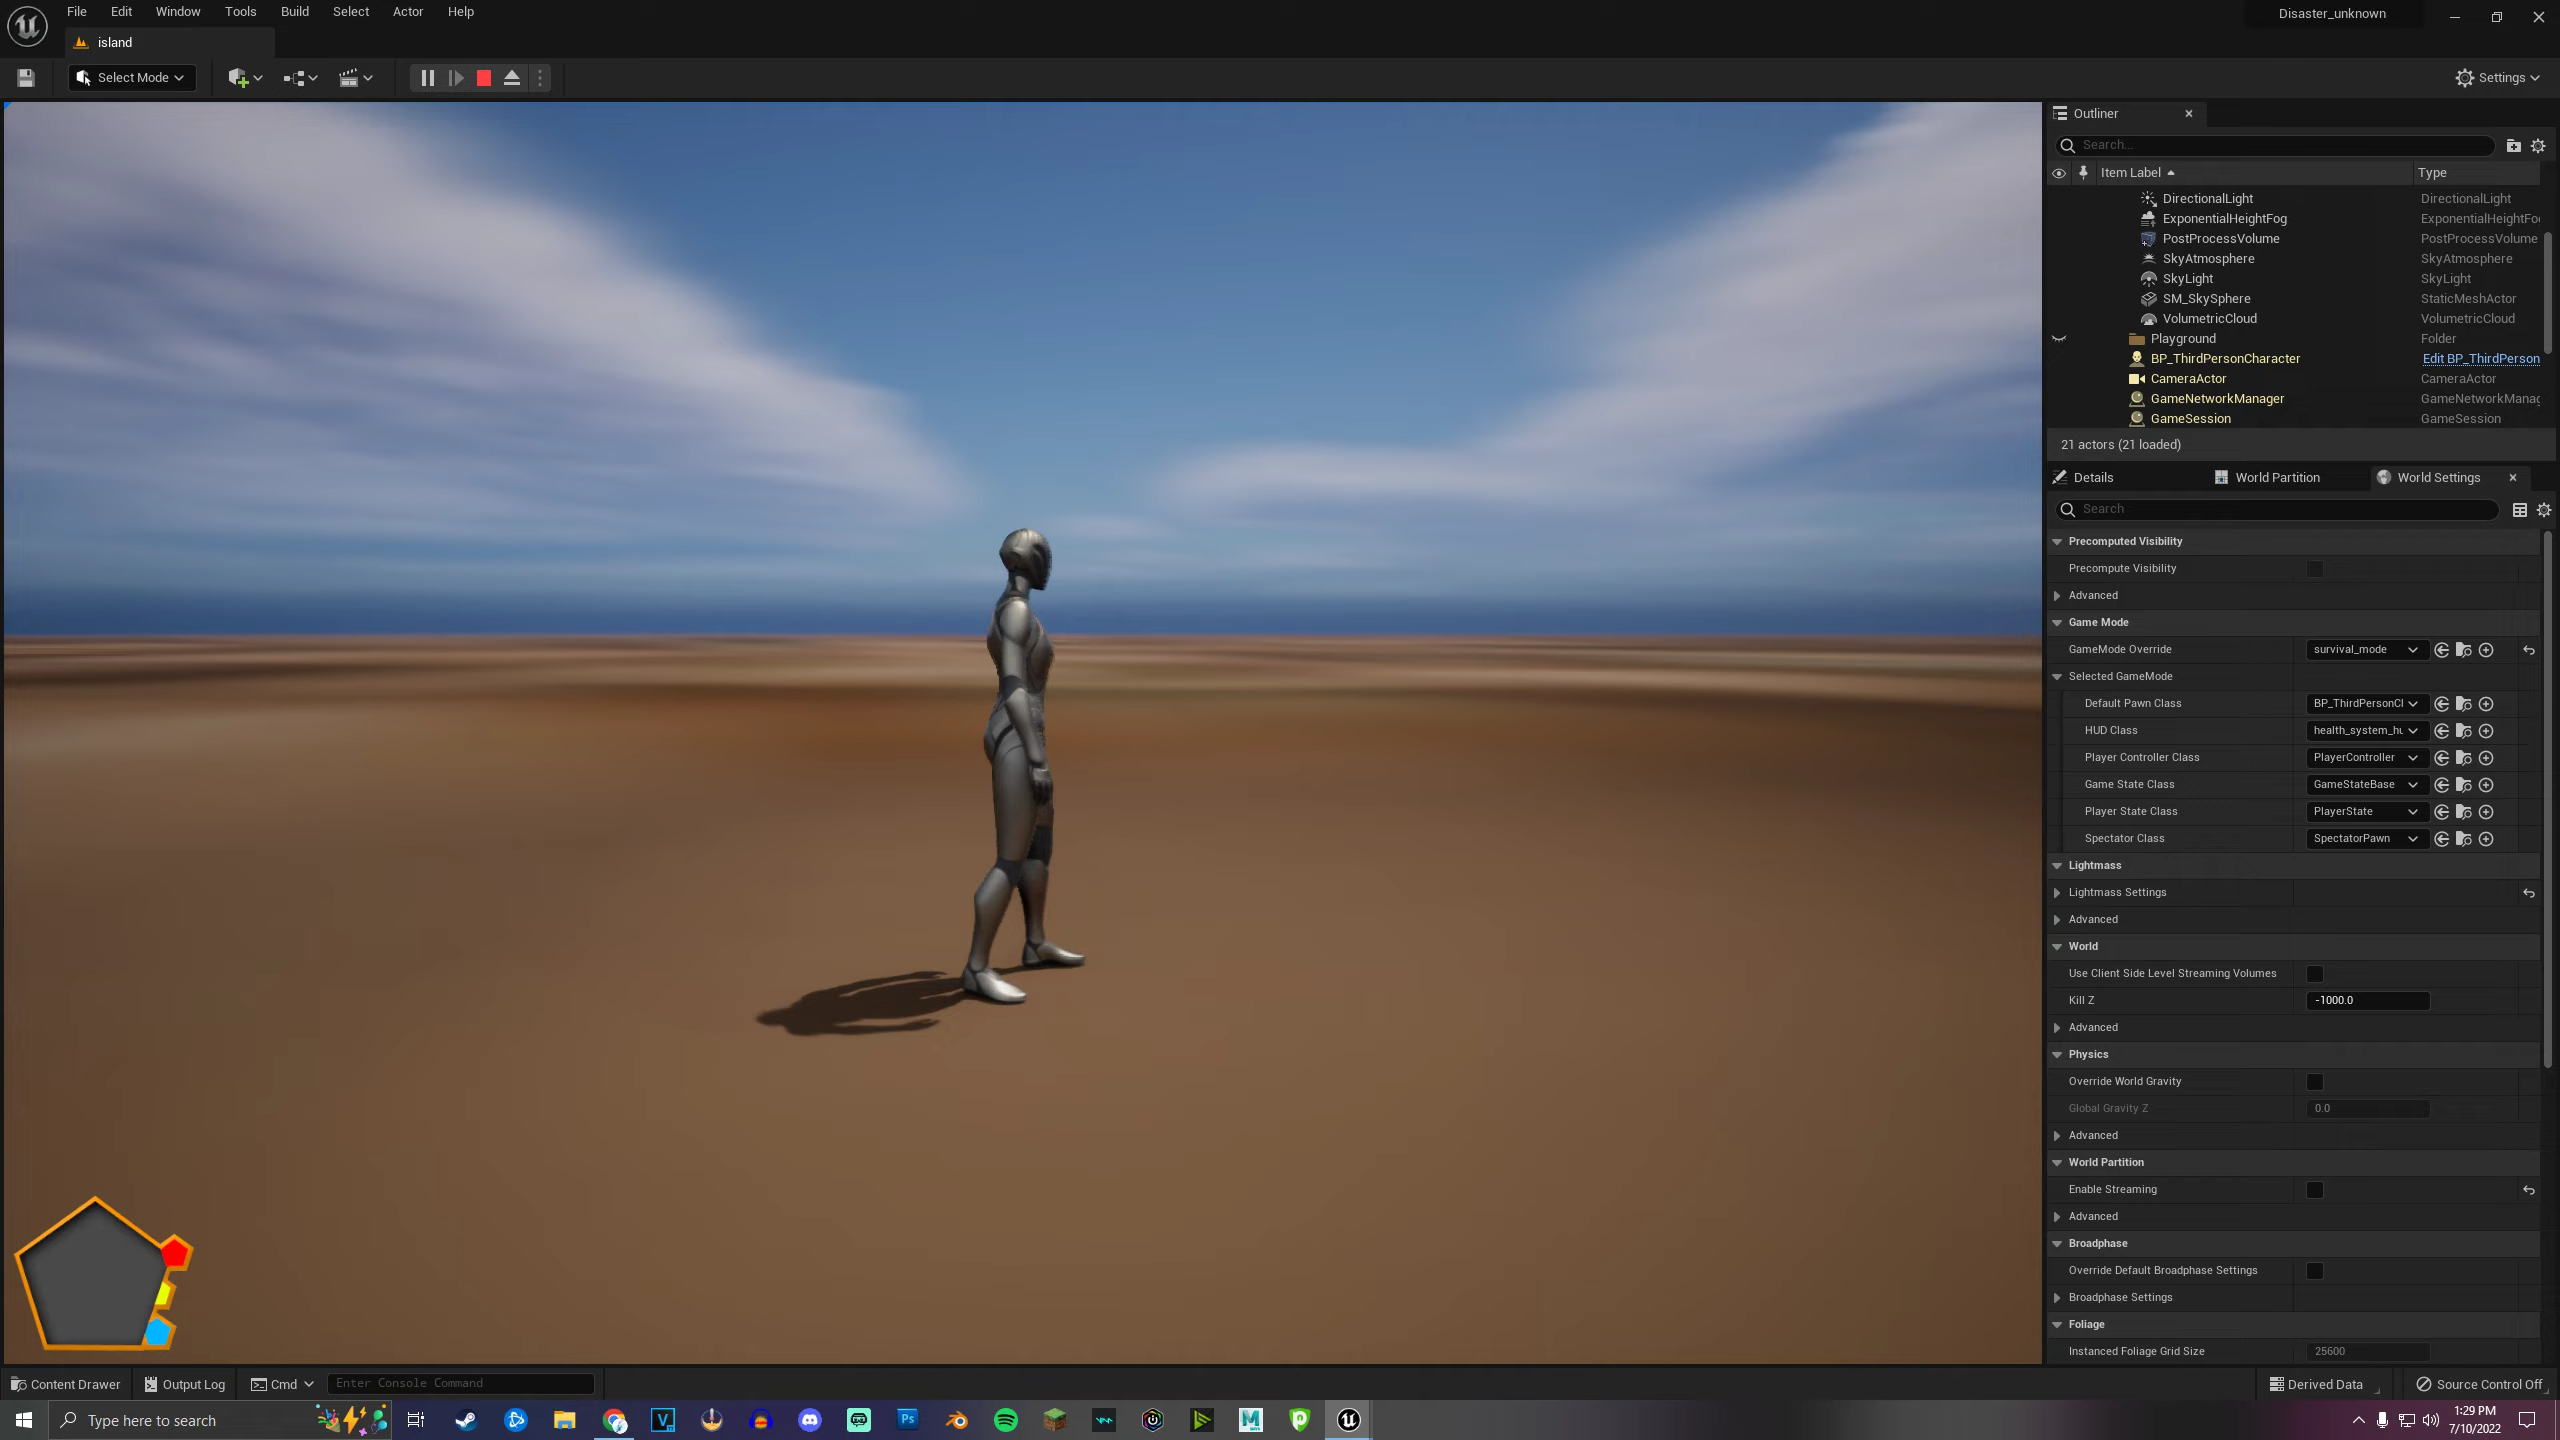 File Edit Window Tools Build Select Actor Help
Disaster_unknown
island
Select Mode
Settings
Outliner
Search...
Item Label Type
DirectionalLight DirectionalLight
ExponentialHeightFog ExponentialHeightFo
PostProcessVolume PostProcessVolume
SkyAtmosphere SkyAtmosphere
SkyLight SkyLight
SM_SkySphere StaticMeshActor
VolumetricCloud VolumetricCloud
Playground Folder
BP_ThirdPersonCharacter Edit BP_ThirdPerson
CameraActor CameraActor
GameNetworkManager GameNetworkManag
GameSession GameSession
21 actors (21 loaded)
Details World Partition World Settings
Search
Precomputed Visibility
Precompute Visibility
Advanced
Game Mode
GameMode Override survival_mode
Selected GameMode
Default Pawn Class BP_ThirdPersonCl
HUD Class health_system_hu
Player Controller Class PlayerController
Game State Class GameStateBase
Player State Class PlayerState
Spectator Class SpectatorPawn
Lightmass
Lightmass Settings
Advanced
World
Use Client Side Level Streaming Volumes
Kill Z -1000.0
Advanced
Physics
Override World Gravity
Global Gravity Z 0.0
Advanced
World Partition
Enable Streaming
Advanced
Broadphase
Override Default Broadphase Settings
Broadphase Settings
Foliage
Instanced Foliage Grid Size 25600
Content Drawer Output Log Cmd Enter Console Command Derived Data Source Control Off
Type here to search
Ps
V
M
1:29 PM
7/10/2022